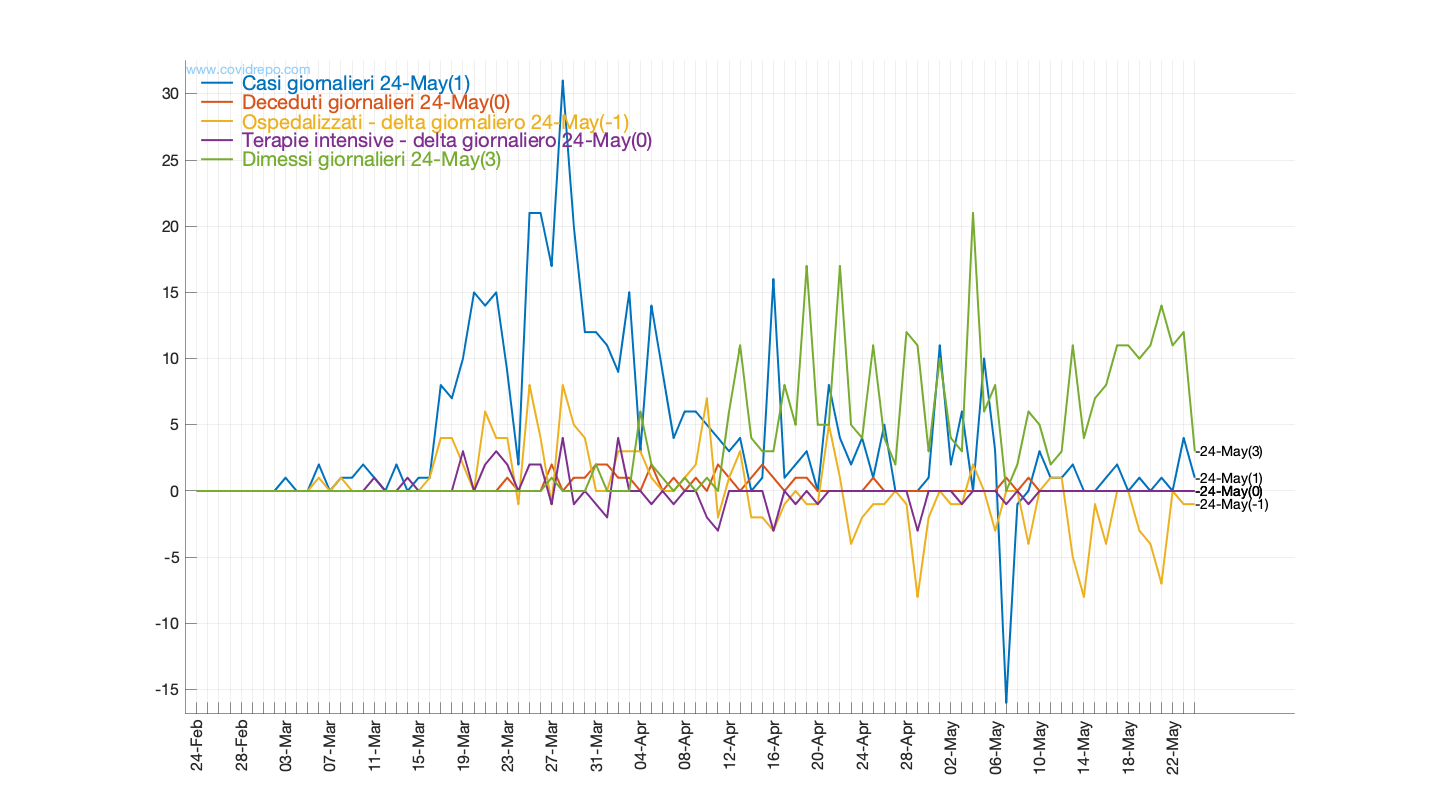 www.covidrepo.com
Casi giornalieri 24-May(1)
Deceduti giornalieri 24-May(0)
Ospedalizzati - delta giornaliero 24-May(-1)
Terapie intensive - delta giornaliero 24-May(0)
Dimessi giornalieri 24-May(3)
30
25
20
15
10
5
0
-5
-10
-15
24-May(3)
24-May(1)
24-May(0)
24-May(-1)
24-Feb
28-Feb
03-Mar
07-Mar
11-Mar
15-Mar
19-Mar
23-Mar
27-Mar
31-Mar
04-Apr
08-Apr
12-Apr
16-Apr
20-Apr
24-Apr
28-Apr
02-May
06-May
10-May
14-May
18-May
22-May